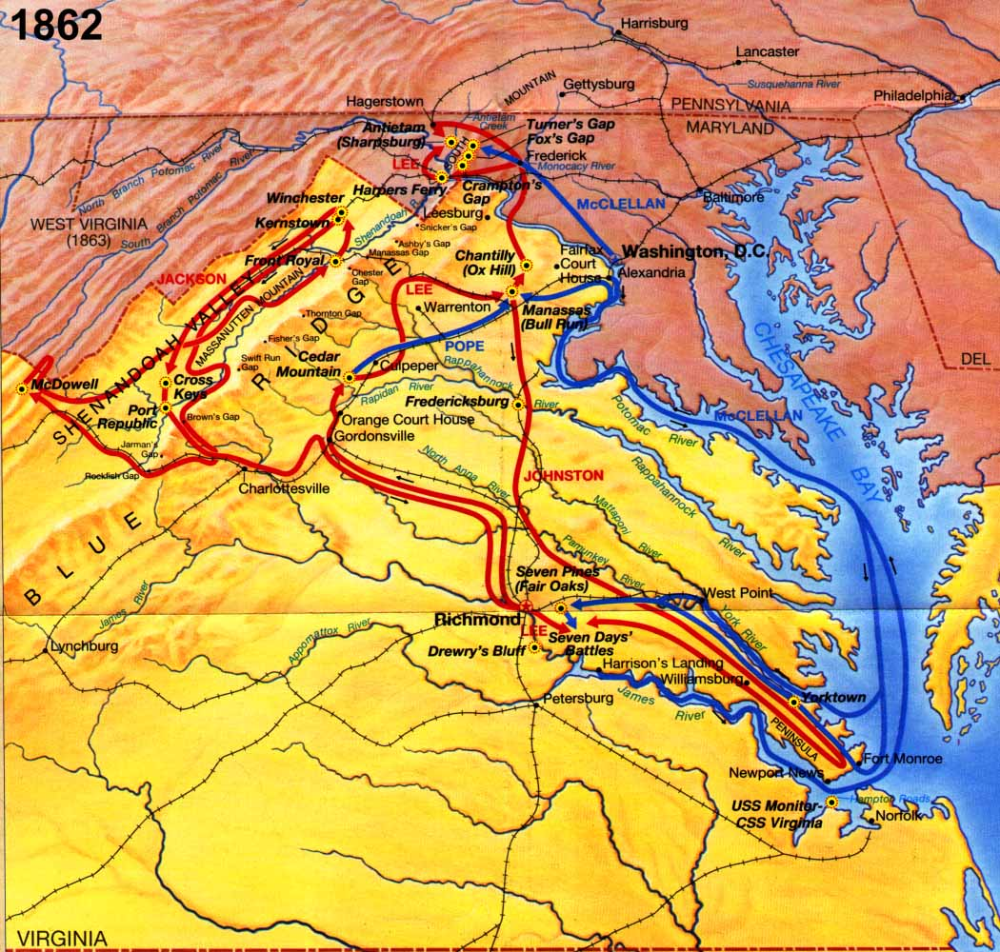 1862
Harrisburg
Lancaster
Susquehanna River
Philadelphia
MOUNTAIN
Gettysburg
Hagerstown
PENNSYLVANIA
MARYLAND
Antietam
(Sharpsburg)
Antietam
Creek
Turner's Gap
Fox's Gap
SOUTH
Frederick
Monocacy River
LEE
Harpers Ferry
Crampton's
Gap
McCLELLAN
Baltimore
North Branch Potomac River
South Branch Potomac River
WEST VIRGINIA
(1863)
Winchester
Kernstown
Shenandoah R.
Leesburg
Snicker's Gap
Ashby's Gap
Manassas Gap
Front Royal
Chester
Gap
Chantilly
(Ox Hill)
Fairfax
Court
House
Washington, D.C.
Alexandria
JACKSON
SHENANDOAH VALLEY
MASSANUTTEN MOUNTAIN
LEE
Warrenton
Manassas
(Bull Run)
Thornton Gap
Fisher's Gap
Swift Run
Gap
BLUE RIDGE
POPE
Cedar
Mountain
Culpeper
Rappahannock
River
Rapidan River
CHESAPEAKE
BAY
DEL
McDowell
Cross
Keys
Port
Republic
Brown's Gap
Jarman's
Gap
Rockfish Gap
Fredericksburg
Orange Court House
Gordonsville
Charlottesville
McCLELLAN
Potomac River
Rappahannock
River
North Anna
River
JOHNSTON
Mattaponi
River
Pamunkey
River
Seven Pines
(Fair Oaks)
West Point
York River
Richmond
LEE
Seven Days'
Battles
Drewry's Bluff
Harrison's Landing
Williamsburg
Yorktown
James River
Appomattox River
Lynchburg
Petersburg
James
River
PENINSULA
Newport News
Fort Monroe
Hampton Roads
USS Moniter-
CSS Virginia
Norfolk
VIRGINIA